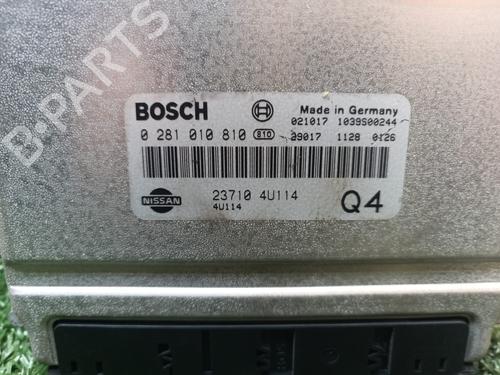 B-PARTS
BOSCH
Made in Germany
021017 1039S00244
0 281 010 810 810
09017 1128 0126
NISSAN
23710 4U114
4U114
Q4